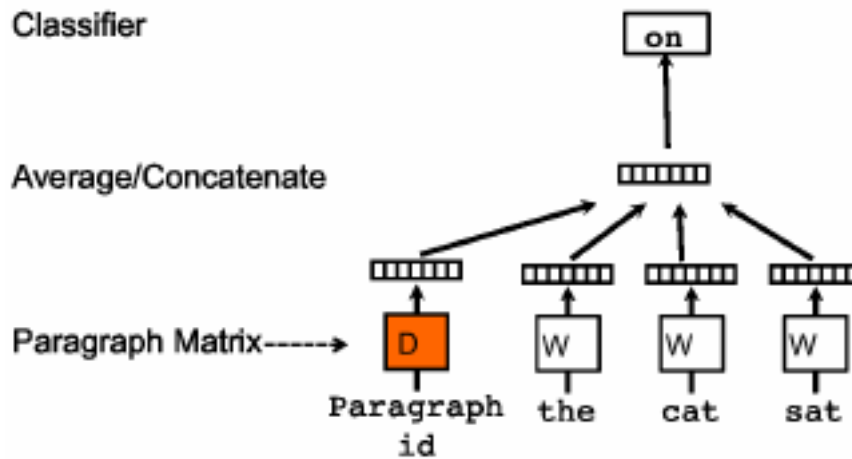 Classifier
on
Average/Concatenate
Paragraph Matrix
D
W
W
W
Paragraph
id
the
cat
sat